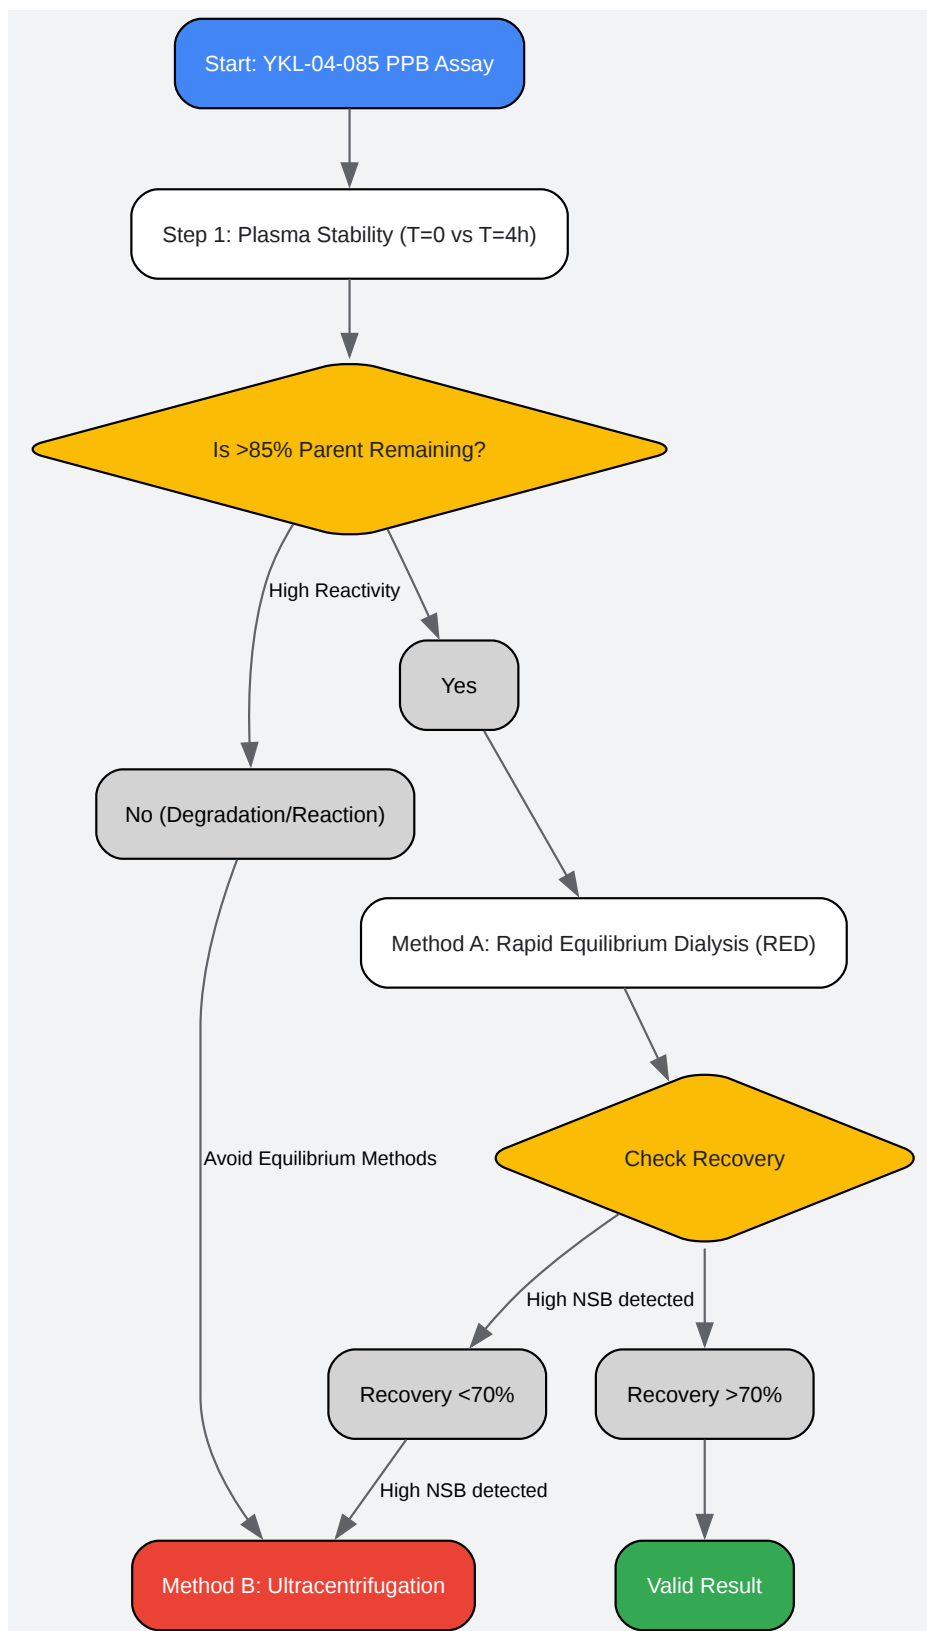 Start: YKL-04-085 PPB Assay
Step 1: Plasma Stability (T=0 vs T=4h)
Is >85% Parent Remaining?
High Reactivity
Yes
No (Degradation/Reaction)
Method A: Rapid Equilibrium Dialysis (RED)
Avoid Equilibrium Methods
Check Recovery
High NSB detected
Recovery <70%
Recovery >70%
High NSB detected
Method B: Ultracentrifugation
Valid Result